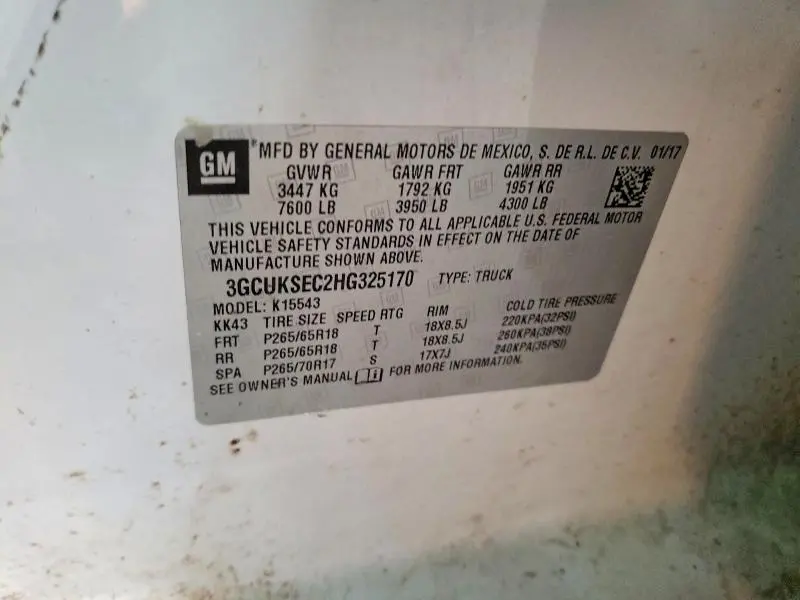 GM MFD BY GENERAL MOTORS DE MEXICO, S. DE R.L. DE C.V. 01/17
GVWR GAWR FRT GAWR RR
3447 KG 1792 KG 1951 KG
7600 LB 3950 LB 4300 LB
THIS VEHICLE CONFORMS TO ALL APPLICABLE U.S. FEDERAL MOTOR
VEHICLE SAFETY STANDARDS IN EFFECT ON THE DATE OF
MANUFACTURE SHOWN ABOVE.
3GCUKSEC2HG325170 TYPE: TRUCK
MODEL: K15543
KK43 TIRE SIZE SPEED RTG RIM COLD TIRE PRESSURE
FRT P265/65R18 T 18X8.5J 220KPA(32PSI)
RR P265/65R18 T 18X8.5J 260KPA(38PSI)
SPA P265/70R17 S 17X7J 240KPA(35PSI)
SEE OWNER'S MANUAL FOR MORE INFORMATION.